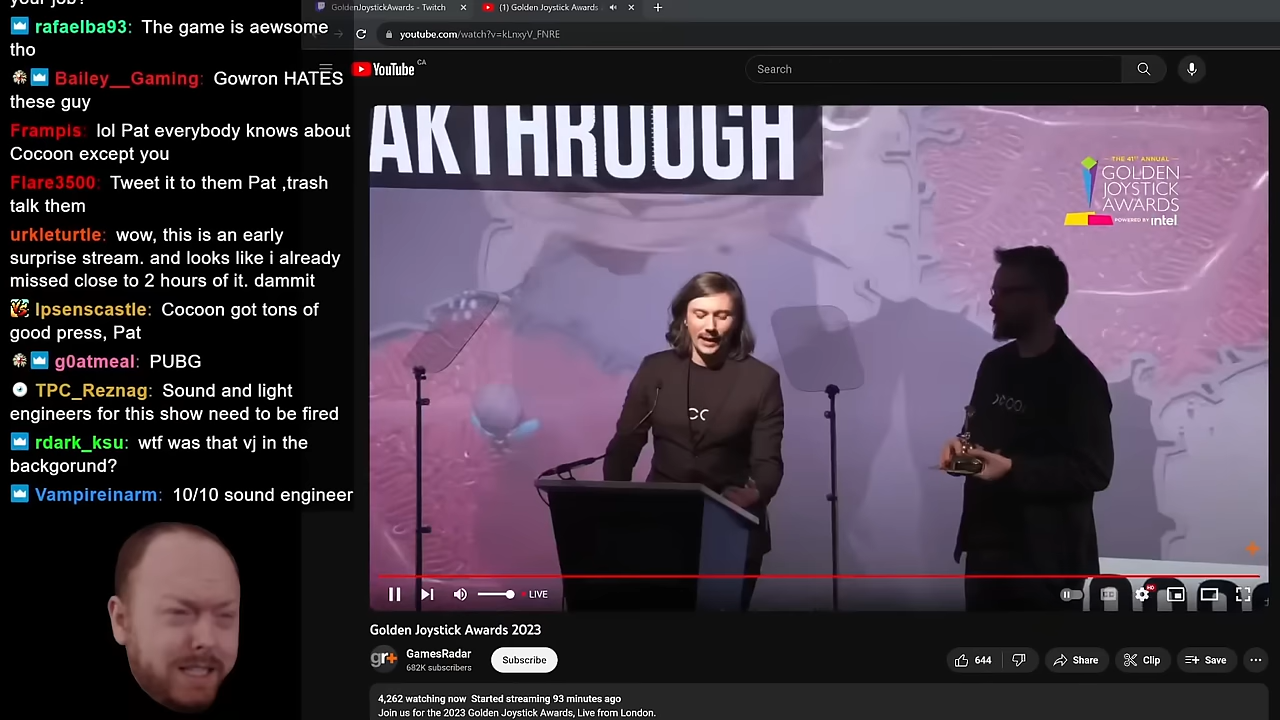 your job?
rafaelba93: The game is aewsome
tho
Bailey__Gaming: Gowron HATES
these guy
Frampis: lol Pat everybody knows about
Cocoon except you
Flare3500: Tweet it to them Pat ,trash
talk them
urkleturtle: wow, this is an early
surprise stream. and looks like i already
missed close to 2 hours of it. dammit
Ipsenscastle: Cocoon got tons of
good press, Pat
g0atmeal: PUBG
TPC_Reznag: Sound and light
engineers for this show need to be fired
rdark_ksu: wtf was that vj in the
backgorund?
Vampireinarm: 10/10 sound engineer
GoldenJoystickAwards - Twitch
(1) Golden Joystick Awards
youtube.com/watch?v=kLnxyV_FNRE
YouTube CA
Search
AKTHROUGH
THE 41ST ANNUAL
GOLDEN
JOYSTICK
AWARDS
POWERED BY intel
LIVE
HD
Golden Joystick Awards 2023
gr+
GamesRadar
682K subscribers
Subscribe
644
Share
Clip
Save
4,262 watching now Started streaming 93 minutes ago
Join us for the 2023 Golden Joystick Awards, Live from London.